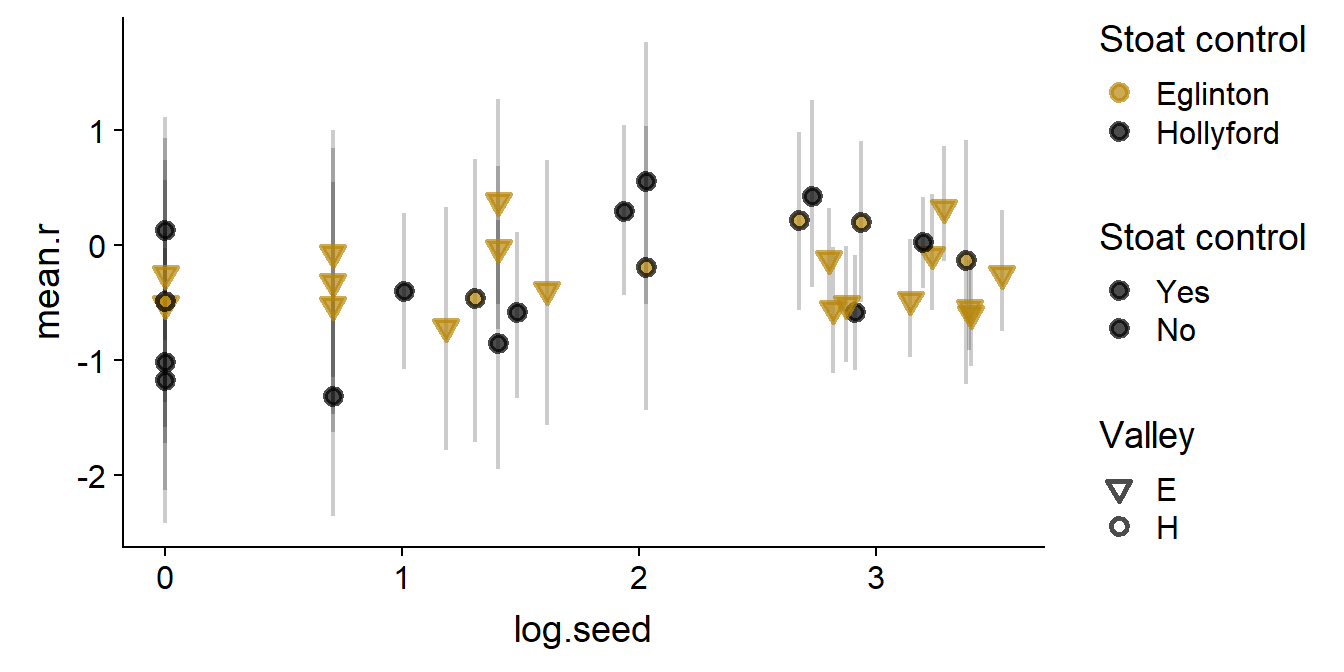 1
0
-1
-2
mean.r
0
1
2
3
log.seed
Stoat control
Eglinton
Hollyford
Stoat control
Yes
No
Valley
E
H